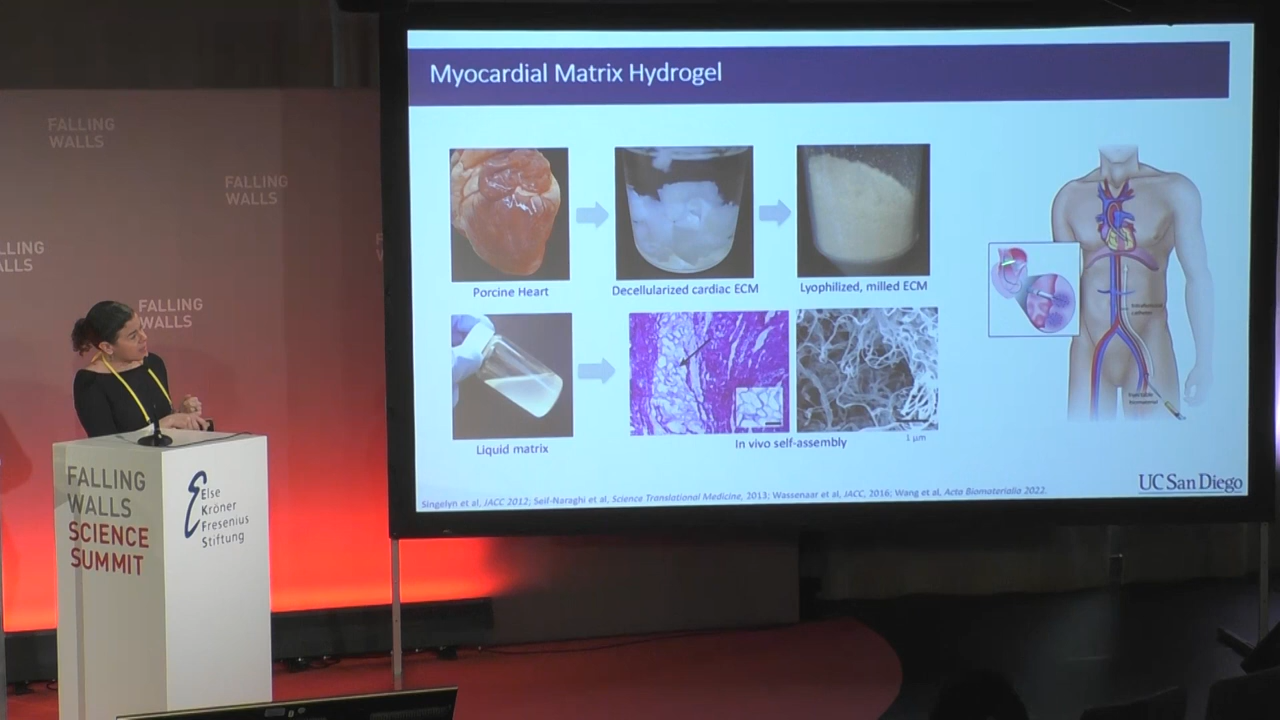 FALLING
WALLS
FALLING
WALLS
LLING
ALLS
FALLING
WALLS
FALLING
WALLS
SCIENCE
SUMMIT
Else
Kröner
Fresenius
Stiftung
Myocardial Matrix Hydrogel
Porcine Heart
Decellularized cardiac ECM
Lyophilized, milled ECM
Liquid matrix
In vivo self-assembly
1 µm
catheter
UC San Diego
Singelyn et al, JACC 2012; Seif-Naraghi et al, Science Translational Medicine, 2013; Wassenaar et al, JACC, 2016; Wang et al, Acta Biomaterialia 2022.